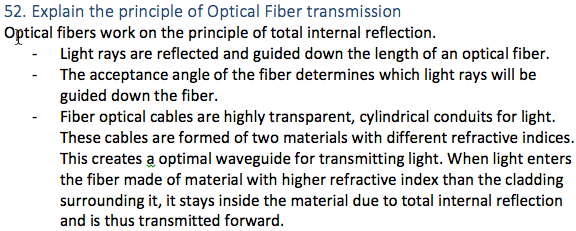 52. Explain the principle of Optical Fiber transmission
Optical fibers work on the principle of total internal reflection.
- Light rays are reflected and guided down the length of an optical fiber.
- The acceptance angle of the fiber determines which light rays will be
guided down the fiber.
- Fiber optical cables are highly transparent, cylindrical conduits for light.
These cables are formed of two materials with different refractive indices.
This creates a optimal waveguide for transmitting light. When light enters
the fiber made of material with higher refractive index than the cladding
surrounding it, it stays inside the material due to total internal reflection
and is thus transmitted forward.